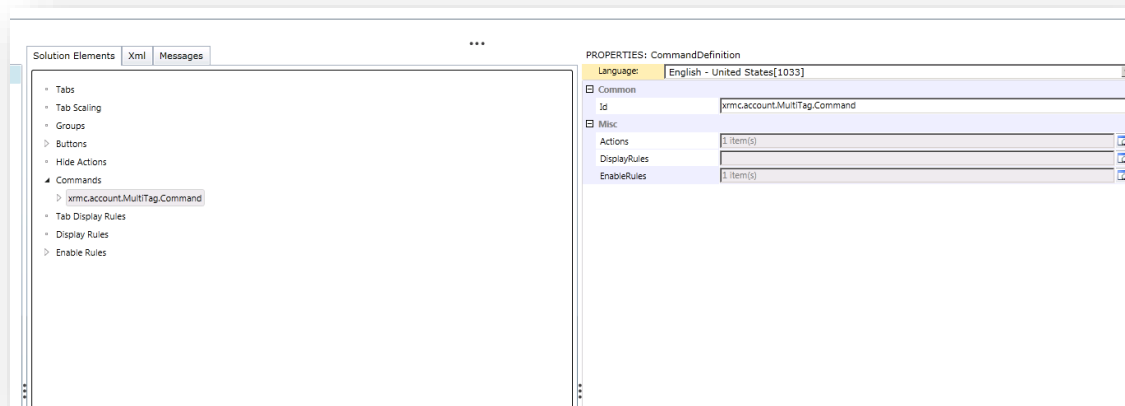 Solution Elements Xml Messages
Tabs
Tab Scaling
Groups
Buttons
Hide Actions
Commands
xrmc.account.MultiTag.Command
Tab Display Rules
Display Rules
Enable Rules
PROPERTIES: CommandDefinition
Language: English - United States[1033]
Common
Id xrmc.account.MultiTag.Command
Misc
Actions 1 item(s)
DisplayRules
EnableRules 1 item(s)